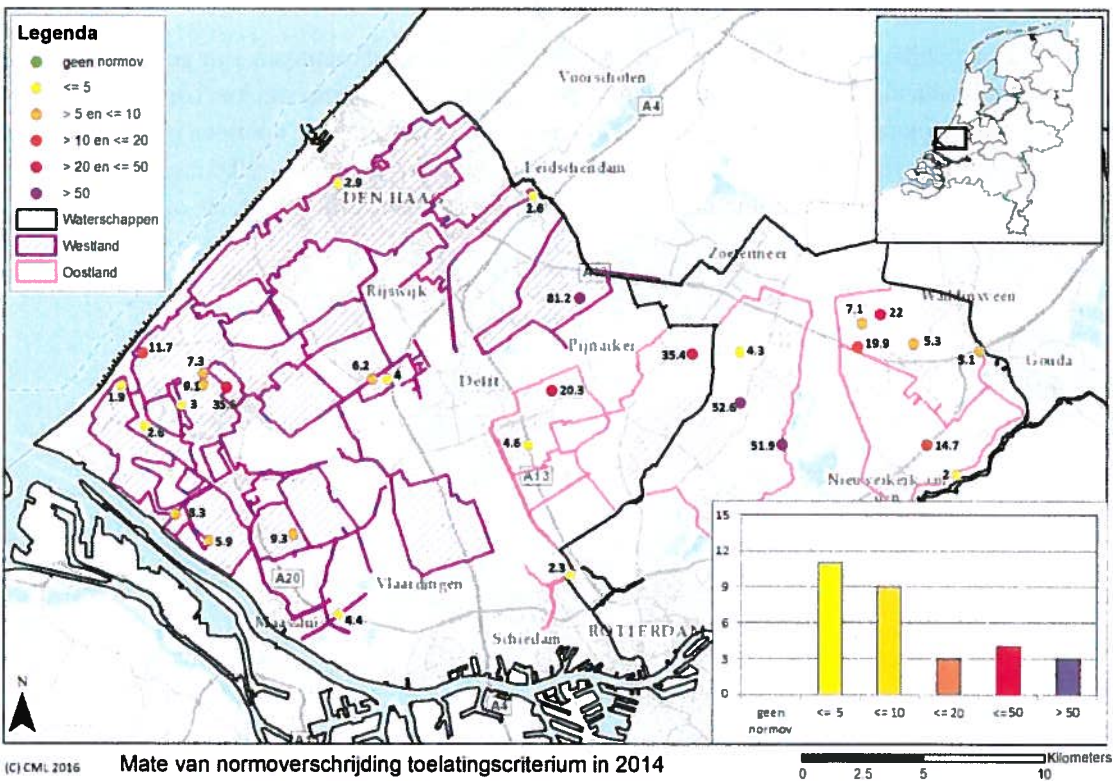 Legenda
geen normov
<= 5
> 5 en <= 10
> 10 en <= 20
> 20 en <= 50
> 50
Waterschappen
Westland
Oostland
Voorschoten
A4
Leidschendam
2.9
DEN HAAG
2.6
Zoetermeer
Rijswijk
81.2
Waddinxveen
7.1
22
11.7
Pijnacker
35.4
4.3
19.9
5.3
5.1
Gouda
7.3
6.2
4
Delft
1.9
3
20.3
52.6
2.6
4.6
51.9
14.7
A13
Nieuwerkerk aan
2
8.3
5.9
9.3
A20
2.3
Vlaardingen
4.4
Schiedam
ROTTERDAM
A4
N
15
12
9
6
3
0
geen normov
<= 5
<= 10
<=20
<=50
> 50
(C) CML 2016
Mate van normoverschrijding toelatingscriterium in 2014
Kilometers
0
2.5
5
10